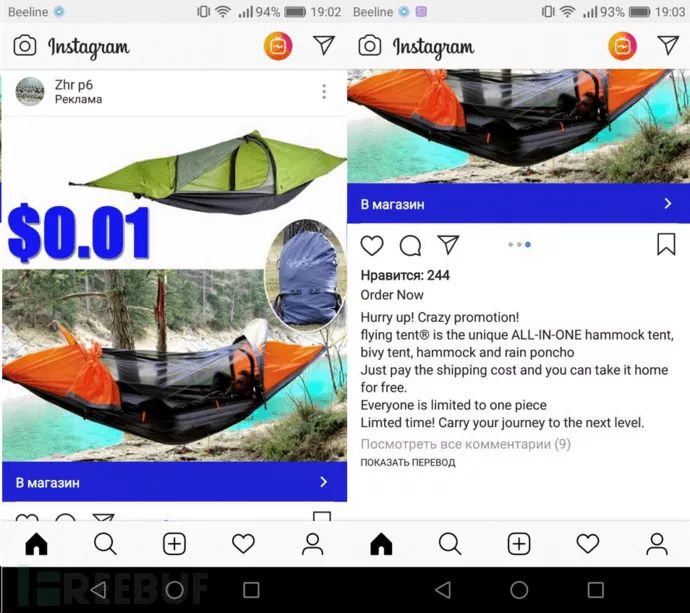 Beeline 94% 19:02
Instagram
Zhr p6
Реклама
$0.01
В магазин
FREEBUF
Beeline 93% 19:03
Instagram
В магазин
Нравится: 244
Order Now
Hurry up! Crazy promotion!
flying tent® is the unique ALL-IN-ONE hammock tent,
bivy tent, hammock and rain poncho
Just pay the shipping cost and you can take it home
for free.
Everyone is limited to one piece
Limted time! Carry your journey to the next level.
Посмотреть все комментарии (9)
ПОКАЗАТЬ ПЕРЕВОД